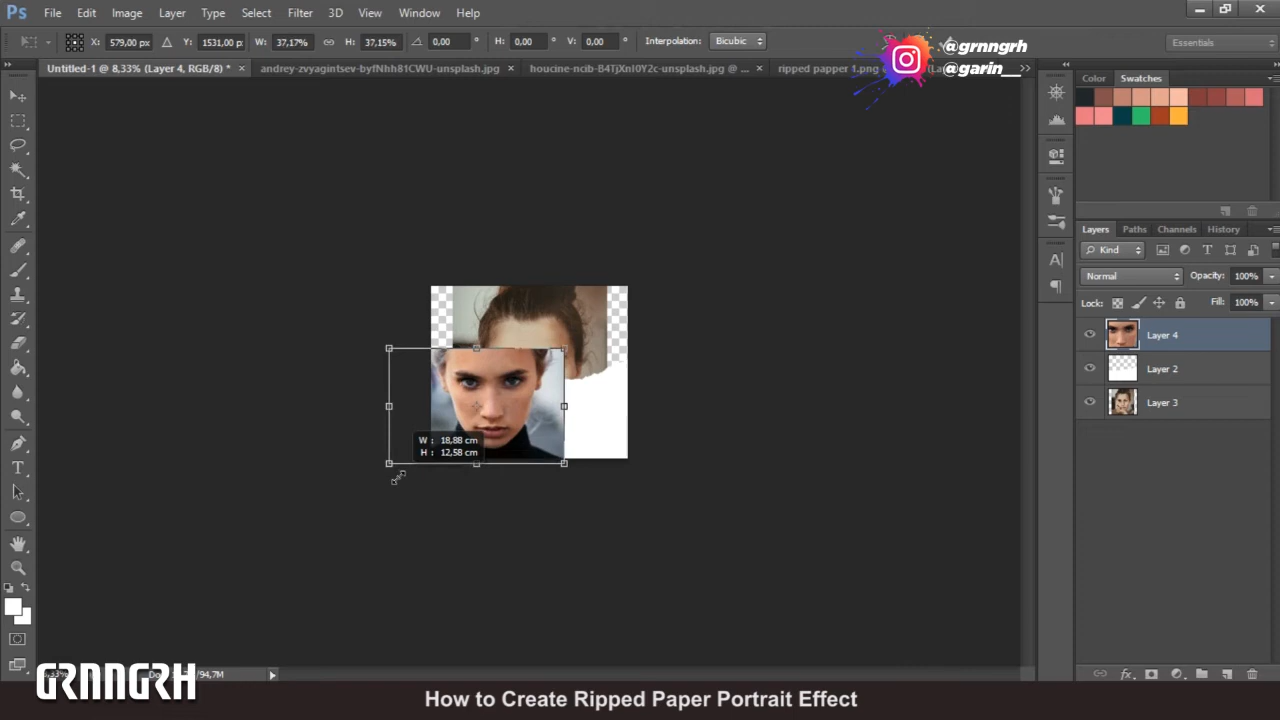 Ps File Edit Image Layer Type Select Filter 3D View Window Help
X: 579,00 px Y: 1531,00 px W: 37,17% H: 37,15% 0,00 ° H: 0,00 ° V: 0,00 ° Interpolation: Bicubic Essentials
@grnngrh
@garin__
Untitled-1 @ 8,33% (Layer 4, RGB/8) * × andrey-zvyagintsev-byfNhh81CWU-unsplash.jpg × houcine-ncib-B4TjXnI0Y2c-unsplash.jpg @ ... × ripped papper 1.png
Color Swatches
Layers Paths Channels History
Kind
Normal Opacity: 100%
Lock: Fill: 100%
Layer 4
Layer 2
Layer 3
W : 18,88 cm
H : 12,58 cm
GRNNGRH
/94,7M
How to Create Ripped Paper Portrait Effect